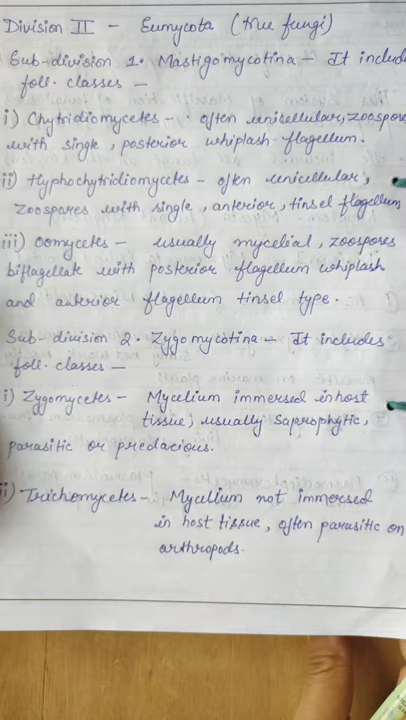 Division II - Eumycota (true fungi)
Sub-division 1. Mastigomycotina - It includ
foll. classes -
i) Chytridiomycetes - often unicellular, zoospore
with single, posterior whiplash flagellum.
ii) Hyphochytridiomycetes - often unicellular,
zoospores with single, anterior, tinsel flagellum
iii) oomycetes - usually mycelial, zoospores
biflagellate with posterior flagellum whiplash
and anterior flagellum tinsel type.
Sub-division 2. Zygomycotina - It includes
foll. classes -
i) Zygomycetes - Mycelium immersed in host
tissue, usually saprophytic,
parasitic or predacious.
ii) Trichomycetes - Mycelium not immersed
in host tissue, often parasitic on
arthropods.